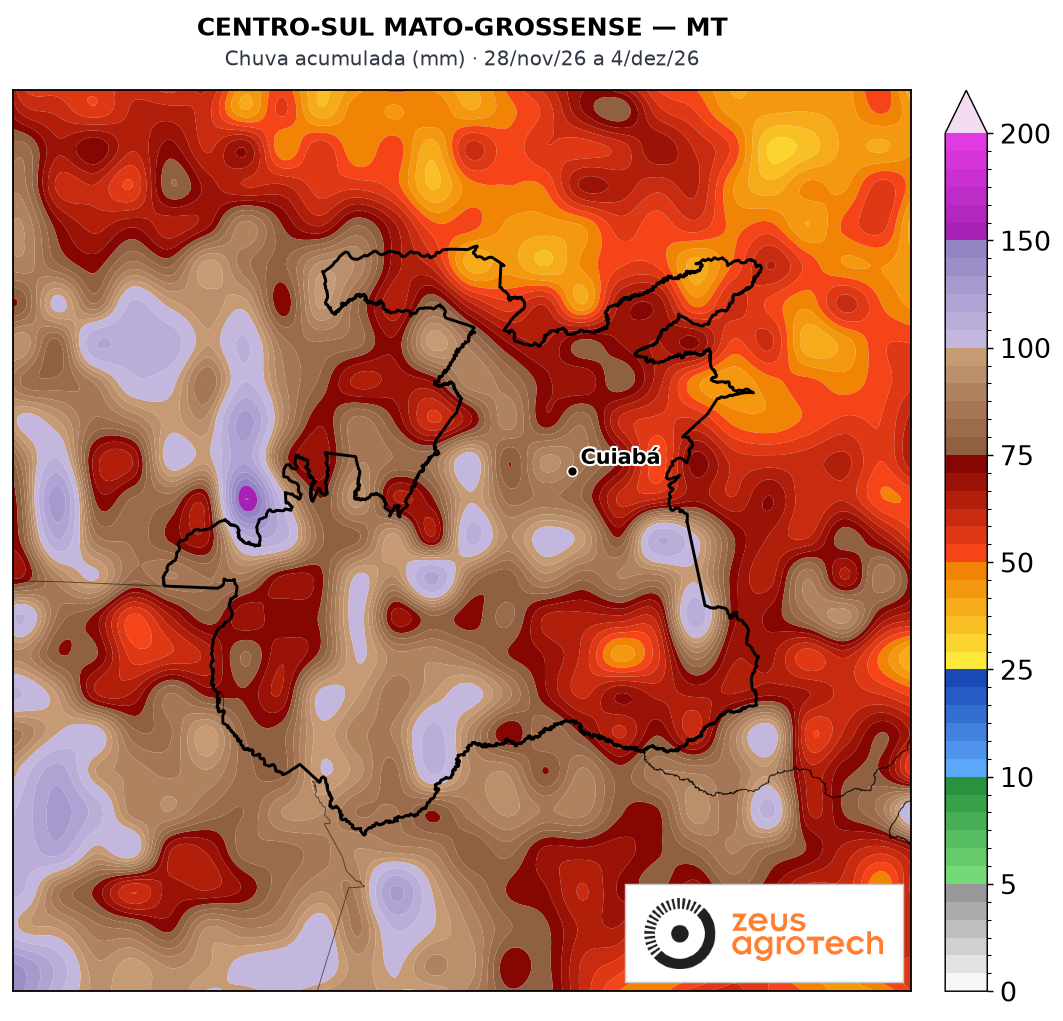 CENTRO-SUL MATO-GROSSENSE — MT
Chuva acumulada (mm) · 28/nov/26 a 4/dez/26
200
150
100
75
50
25
10
5
0
Cuiabá
zeus
agrotech